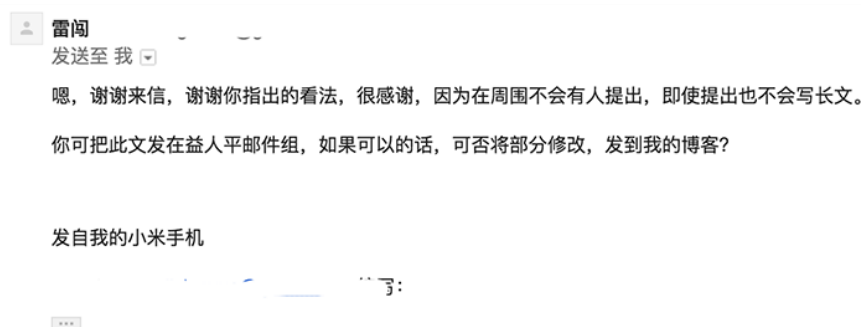 雷闯
发送至 我
嗯，谢谢来信，谢谢你指出的看法，很感谢，因为在周围不会有人提出，即使提出也不会写长文。
你可把此文发在益人平邮件组，如果可以的话，可否将部分修改，发到我的博客？
发自我的小米手机
写：